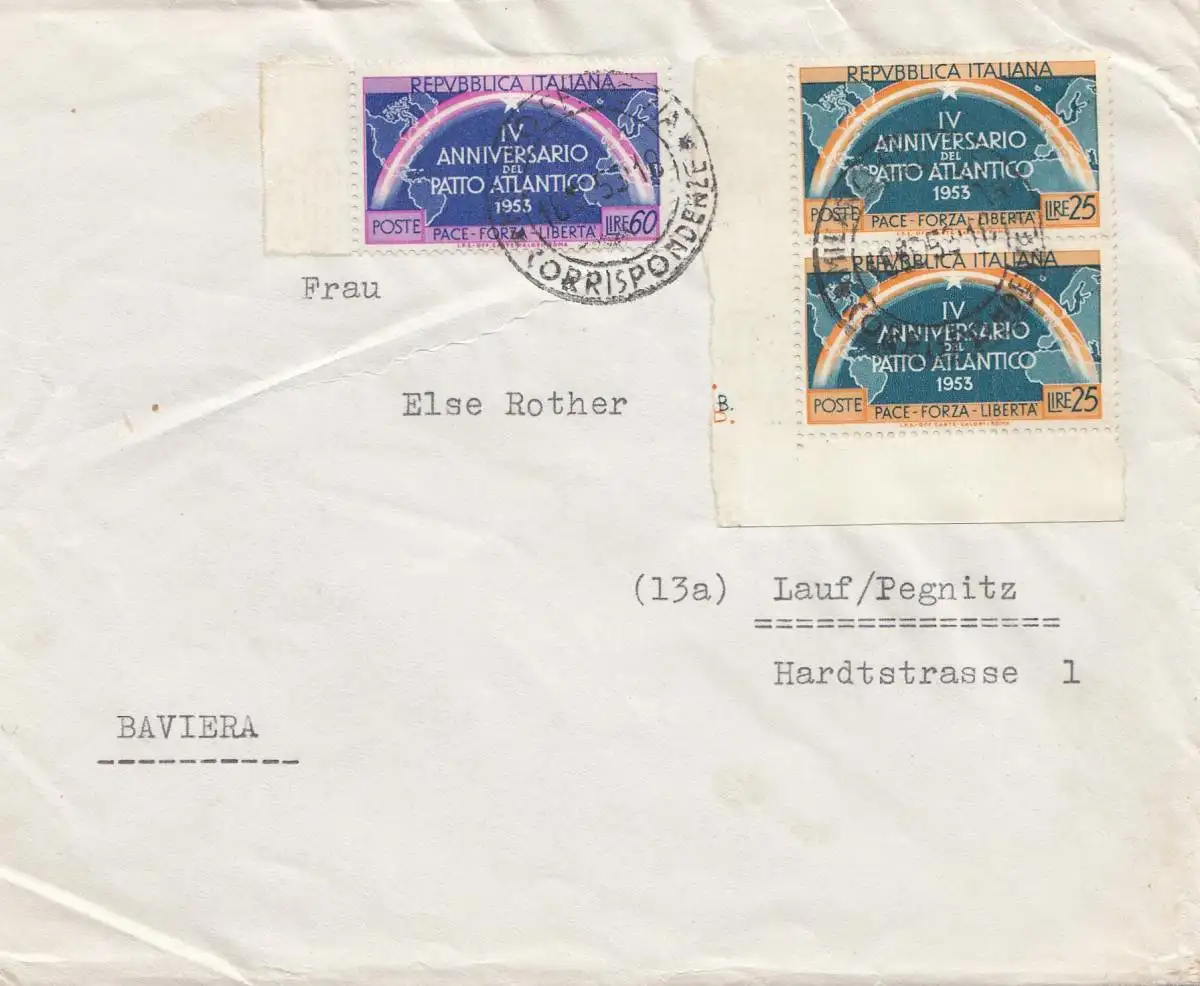 REPVBBLICA ITALIANA
IV
ANNIVERSARIO
DEL
PATTO ATLANTICO
1953
POSTE
PACE - FORZA - LIBERTA'
LIRE 60
CORRISPONDENZE
REPVBBLICA ITALIANA
IV
ANNIVERSARIO
DEL
PATTO ATLANTICO
1953
POSTE
PACE - FORZA - LIBERTA'
LIRE 25
REPVBBLICA ITALIANA
IV
ANNIVERSARIO
DEL
PATTO ATLANTICO
1953
POSTE
PACE - FORZA - LIBERTA'
LIRE 25
B.
B.
Frau
Else Rother
(13a) Lauf/Pegnitz
===============
Hardtstrasse 1
BAVIERA
----------